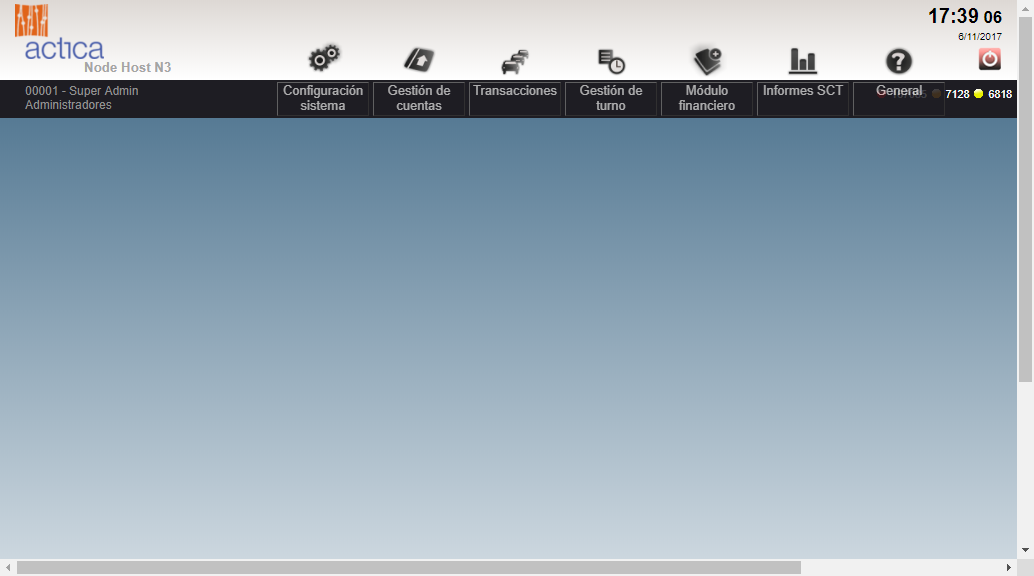 17:39 06
6/11/2017
actica
Node Host N3
00001 - Super Admin
Administradores
Configuración
sistema
Gestión de
cuentas
Transacciones
Gestión de
turno
Módulo
financiero
Informes SCT
General
7128
6818